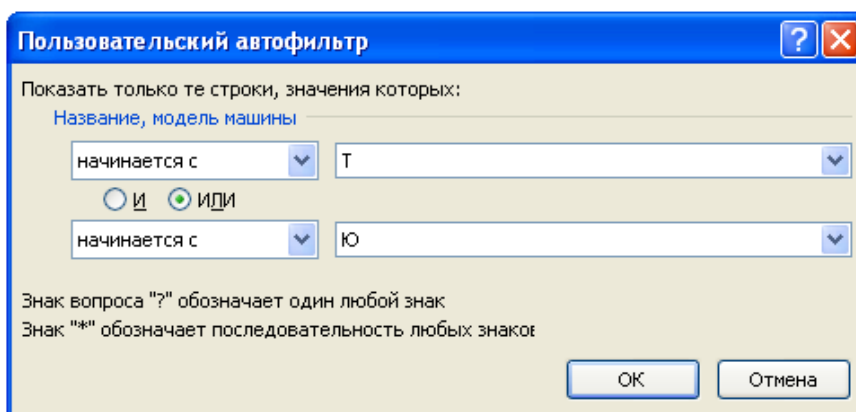 Пользовательский автофильтр
Показать только те строки, значения которых:
Название, модель машины
начинается с Т
И ИЛИ
начинается с Ю
Знак вопроса "?" обозначает один любой знак
Знак "*" обозначает последовательность любых знаков
ОК Отмена